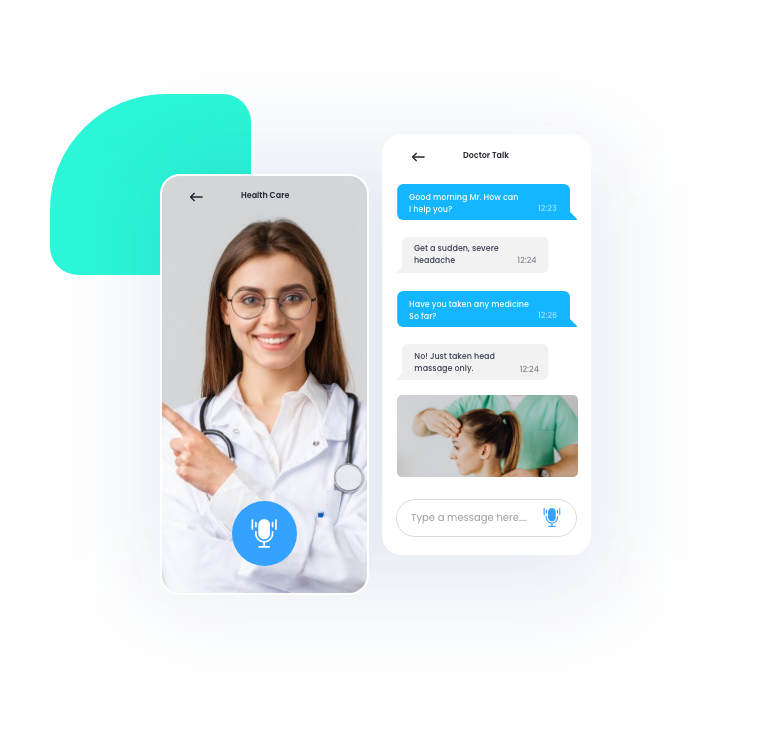 Health Care
Doctor Talk
Good morning Mr. How can
I help you?
12:23
Get a sudden, severe
headache
12:24
Have you taken any medicine
So far?
12:26
No! Just taken head
massage only.
12:24
Type a message here....